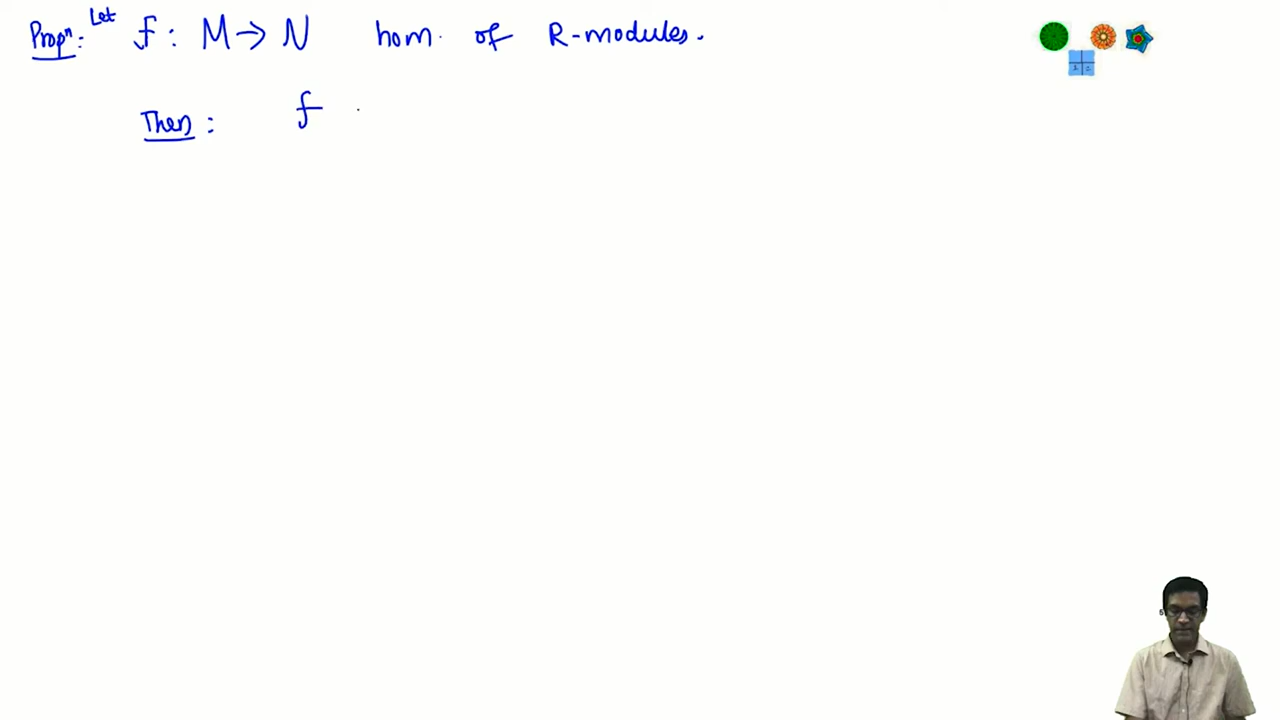 Propⁿ: Let f: M → N hom. of R-modules.
Then: f